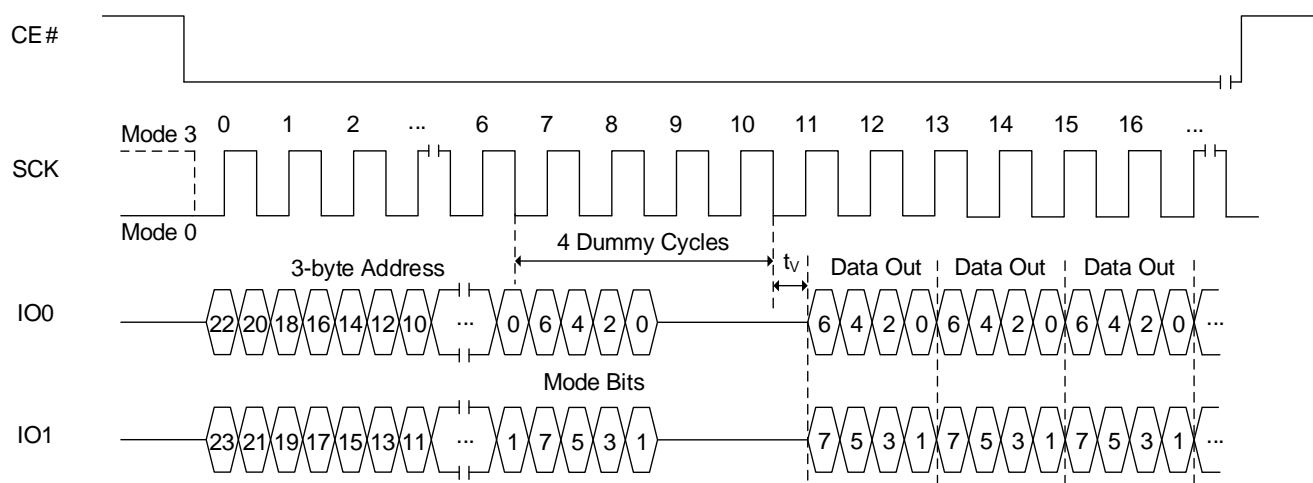 CE#
0 1 2 ... 6 7 8 9 10 11 12 13 14 15 16 ...
Mode 3
SCK
Mode 0
4 Dummy Cycles
3-byte Address
tV
Data Out Data Out Data Out
IO0
22 20 18 16 14 12 10 ... 0 6 4 2 0 6 4 2 0 6 4 2 0 6 4 2 0 ...
Mode Bits
IO1
23 21 19 17 15 13 11 ... 1 7 5 3 1 7 5 3 1 7 5 3 1 7 5 3 1 ...